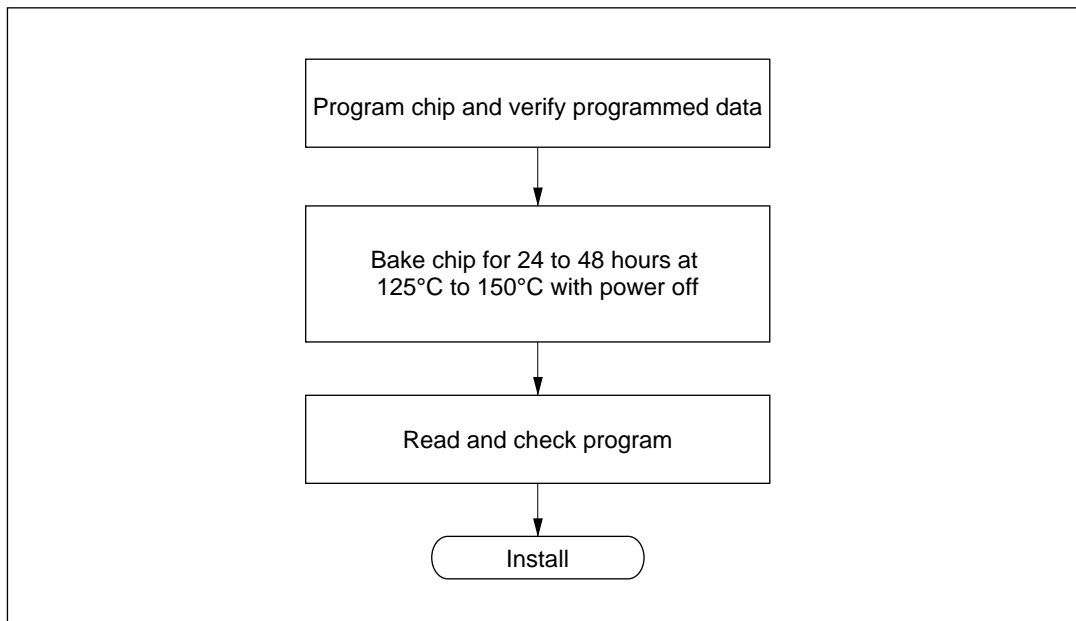 Program chip and verify programmed data
Bake chip for 24 to 48 hours at
125°C to 150°C with power off
Read and check program
Install